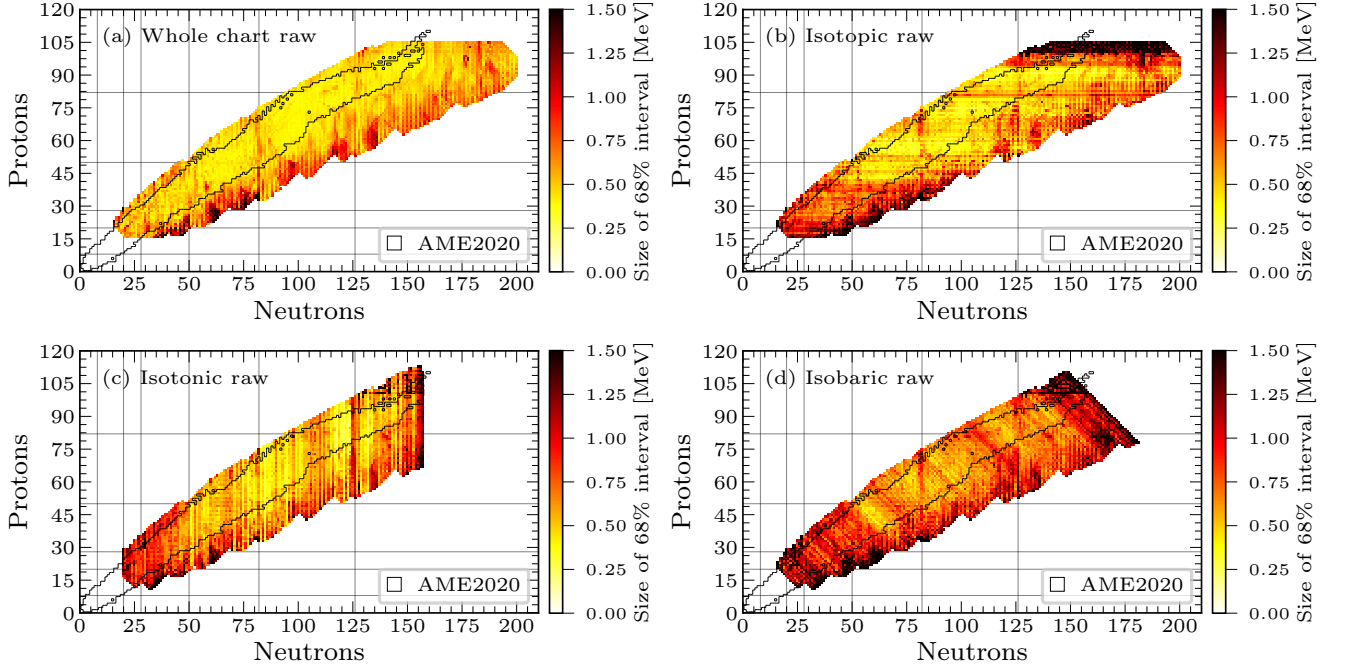 (a) Whole chart raw
120
105
90
75
60
45
30
15
0
Protons
0 25 50 75 100 125 150 175 200
Neutrons
AME2020
1.50
1.25
1.00
0.75
0.50
0.25
0.00
Size of 68% interval [MeV]
(b) Isotopic raw
120
105
90
75
60
45
30
15
0
Protons
0 25 50 75 100 125 150 175 200
Neutrons
AME2020
1.50
1.25
1.00
0.75
0.50
0.25
0.00
Size of 68% interval [MeV]
(c) Isotonic raw
120
105
90
75
60
45
30
15
0
Protons
0 25 50 75 100 125 150 175 200
Neutrons
AME2020
1.50
1.25
1.00
0.75
0.50
0.25
0.00
Size of 68% interval [MeV]
(d) Isobaric raw
120
105
90
75
60
45
30
15
0
Protons
0 25 50 75 100 125 150 175 200
Neutrons
AME2020
1.50
1.25
1.00
0.75
0.50
0.25
0.00
Size of 68% interval [MeV]